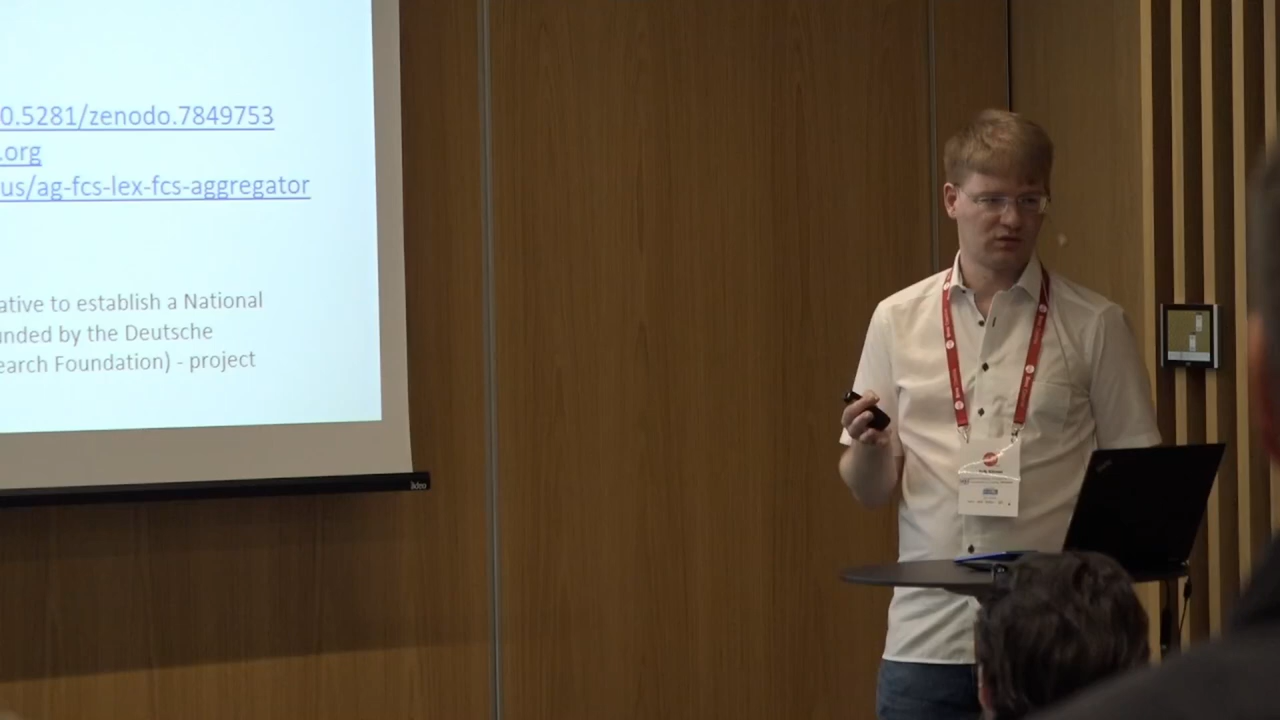 0.5281/zenodo.7849753
.org
us/ag-fcs-lex-fcs-aggregator
ative to establish a National
unded by the Deutsche
earch Foundation) - project